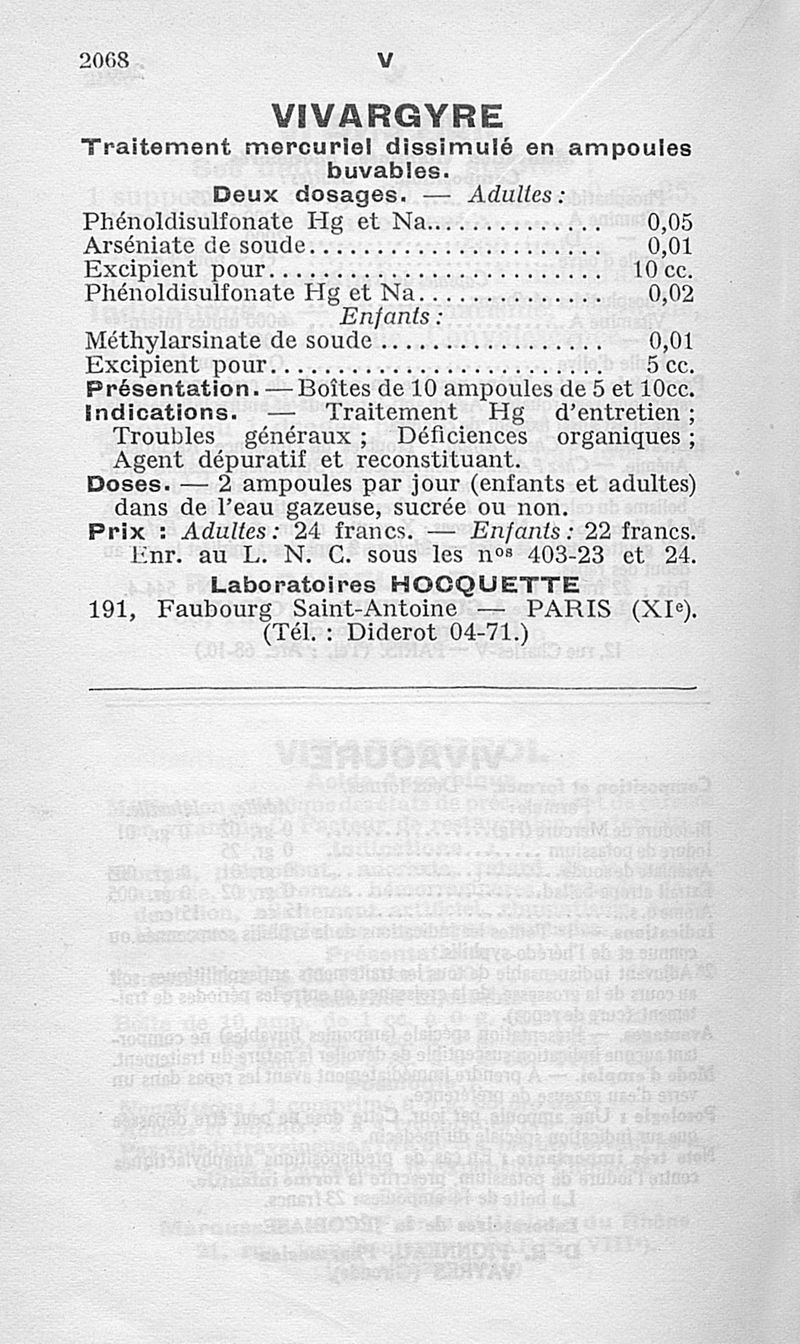 2068 V
VIVARGYRE
Traitement mercuriel dissimulé en ampoules
buvables.
Deux dosages. — Adultes :
Phénoldisulfonate Hg et Na.............. 0,05
Arséniate de soude...................... 0,01
Excipient pour......................... 10 cc.
Phénoldisulfonate Hg et Na.............. 0,02
Enfants :
Méthylarsinate de soude ................. 0,01
Excipient pour......................... 5 cc.
Présentation. — Boîtes de 10 ampoules de 5 et 10cc.
Indications. — Traitement Hg d'entretien ;
Troubles généraux ; Déficiences organiques ;
Agent dépuratif et reconstituant.
Doses. — 2 ampoules par jour (enfants et adultes)
dans de l'eau gazeuse, sucrée ou non.
Prix : Adultes : 24 francs. — Enfants : 22 francs.
Enr. au L. N. C. sous les nos 403-23 et 24.
Laboratoires HOCQUETTE
191, Faubourg Saint-Antoine — PARIS (XIe).
(Tél. : Diderot 04-71.)